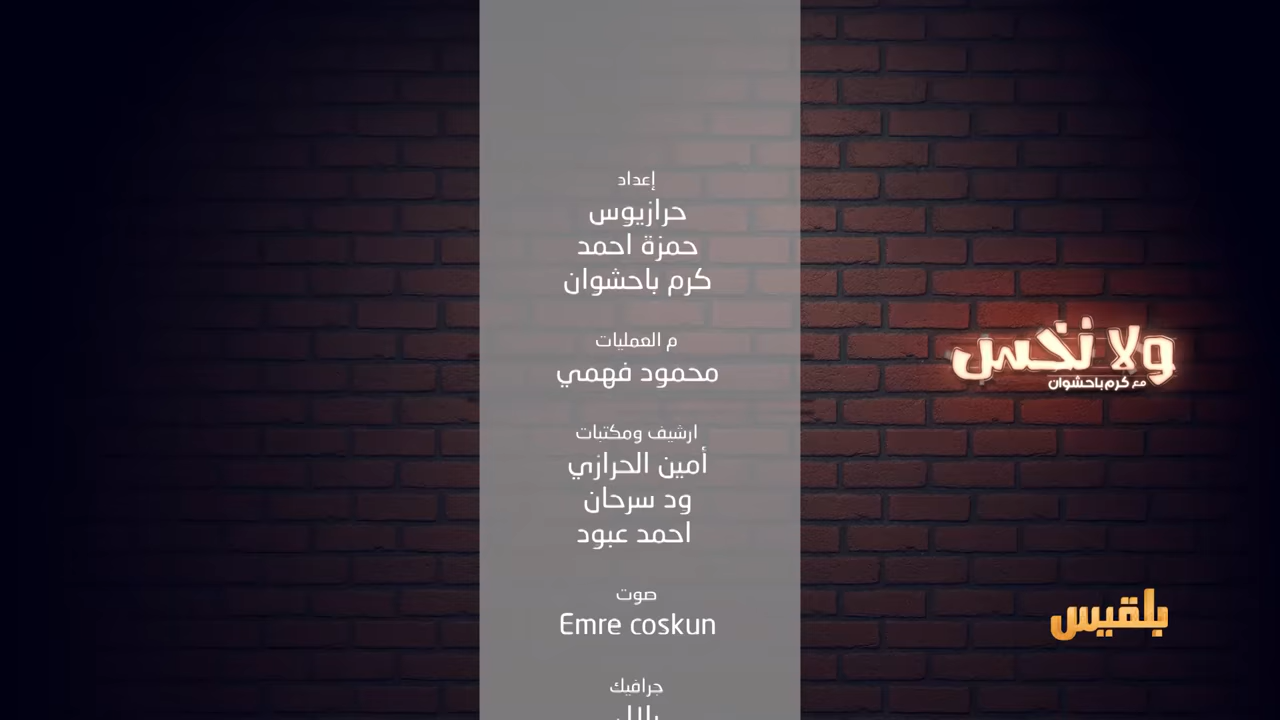 إعداد
حرازيوس
حمزة احمد
كرم باحشوان
م العمليات
محمود فهمي
ارشيف ومكتبات
أمين الحرازي
ود سرحان
احمد عبود
صوت
Emre coskun
جرافيك
ولا نخس
مع كرم باحشوان
بلقيس